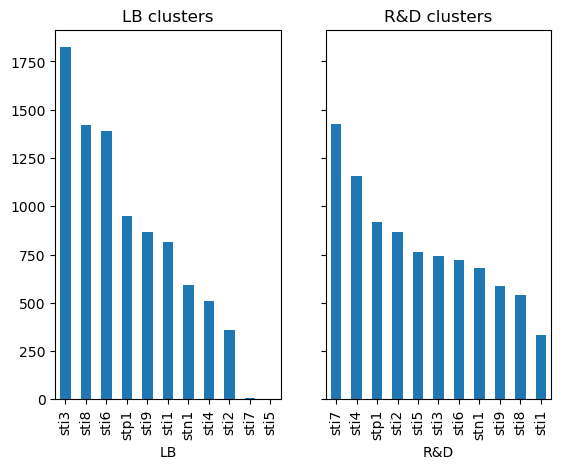 LB clusters
R&D clusters
1750
1500
1250
1000
750
500
250
0
sti3 sti8 sti6 stp1 sti9 sti1 stn1 sti4 sti2 sti7 sti5
LB
sti7 sti4 stp1 sti2 sti5 sti3 sti6 stn1 sti9 sti8 sti1
R&D